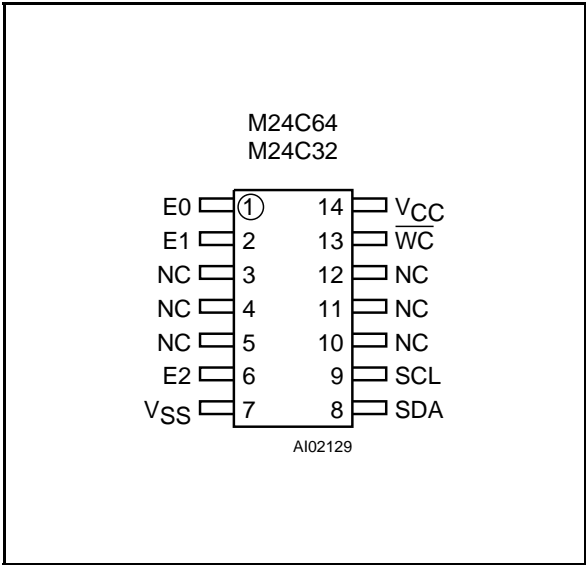 M24C64
M24C32
E0 1 14 VCC
E1 2 13 WC
NC 3 12 NC
NC 4 11 NC
NC 5 10 NC
E2 6 9 SCL
VSS 7 8 SDA
AI02129